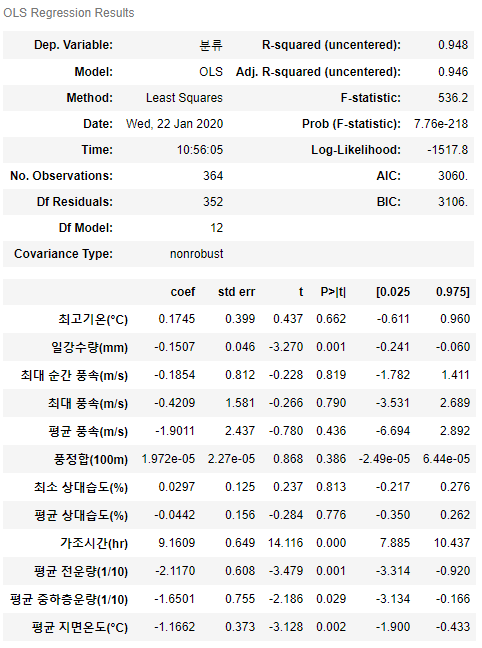 OLS Regression Results
Dep. Variable: 분류 R-squared (uncentered): 0.948
Model: OLS Adj. R-squared (uncentered): 0.946
Method: Least Squares F-statistic: 536.2
Date: Wed, 22 Jan 2020 Prob (F-statistic): 7.76e-218
Time: 10:56:05 Log-Likelihood: -1517.8
No. Observations: 364 AIC: 3060.
Df Residuals: 352 BIC: 3106.
Df Model: 12
Covariance Type: nonrobust
coef std err t P>|t| [0.025 0.975]
최고기온(°C) 0.1745 0.399 0.437 0.662 -0.611 0.960
일강수량(mm) -0.1507 0.046 -3.270 0.001 -0.241 -0.060
최대 순간 풍속(m/s) -0.1854 0.812 -0.228 0.819 -1.782 1.411
최대 풍속(m/s) -0.4209 1.581 -0.266 0.790 -3.531 2.689
평균 풍속(m/s) -1.9011 2.437 -0.780 0.436 -6.694 2.892
풍정합(100m) 1.972e-05 2.27e-05 0.868 0.386 -2.49e-05 6.44e-05
최소 상대습도(%) 0.0297 0.125 0.237 0.813 -0.217 0.276
평균 상대습도(%) -0.0442 0.156 -0.284 0.776 -0.350 0.262
가조시간(hr) 9.1609 0.649 14.116 0.000 7.885 10.437
평균 전운량(1/10) -2.1170 0.608 -3.479 0.001 -3.314 -0.920
평균 중하층운량(1/10) -1.6501 0.755 -2.186 0.029 -3.134 -0.166
평균 지면온도(°C) -1.1662 0.373 -3.128 0.002 -1.900 -0.433